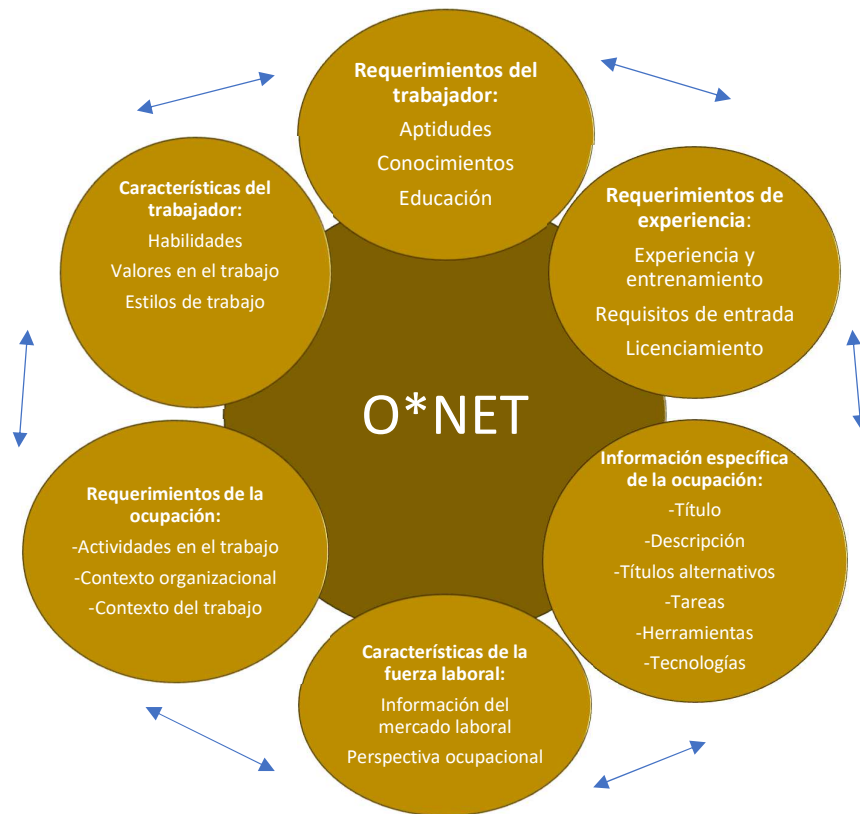 Requerimientos del
trabajador:
Aptidudes
Conocimientos
Educación
Requerimientos de
experiencia:
Experiencia y
entrenamiento
Requisitos de entrada
Licenciamiento
Información específica
de la ocupación:
-Título
-Descripción
-Títulos alternativos
-Tareas
-Herramientas
-Tecnologías
Características de la
fuerza laboral:
Información del
mercado laboral
Perspectiva ocupacional
Requerimientos de la
ocupación:
-Actividades en el trabajo
-Contexto organizacional
-Contexto del trabajo
Características del
trabajador:
Habilidades
Valores en el trabajo
Estilos de trabajo
O*NET